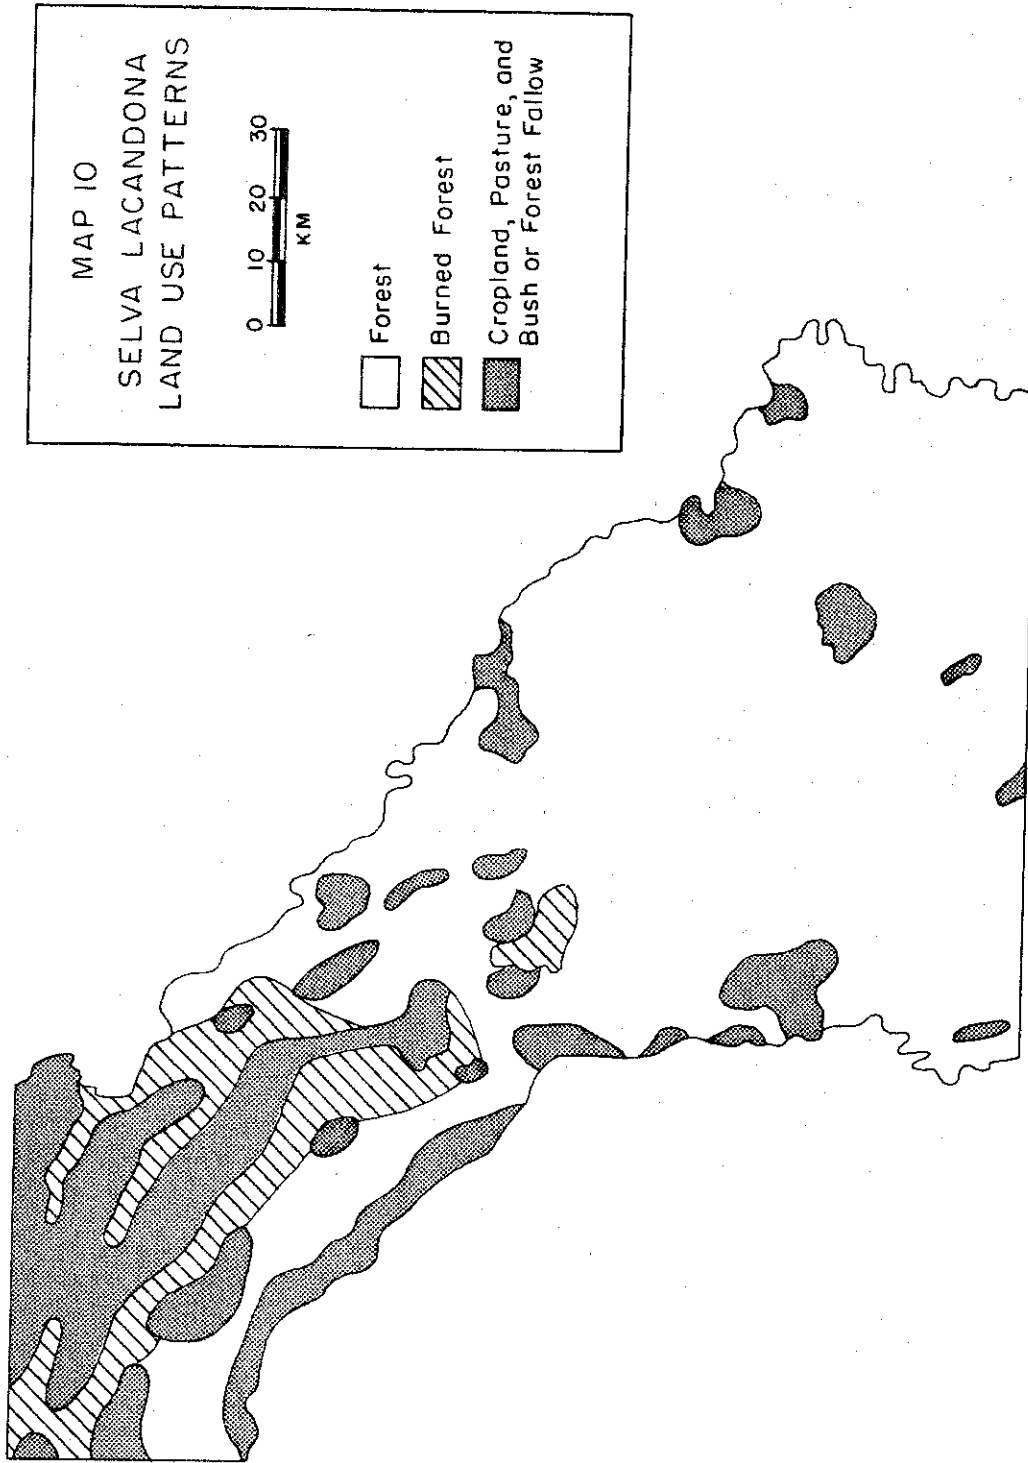 MAP 10
SELVA LACANDONA
LAND USE PATTERNS
0 10 20 30
KM
Forest
Burned Forest
Cropland, Pasture, and
Bush or Forest Fallow